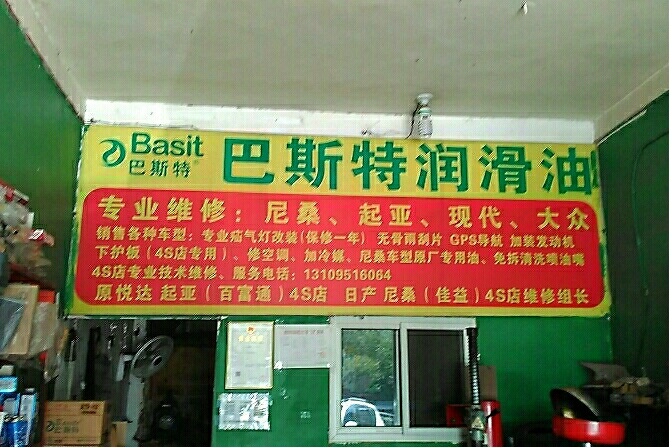 Basit
巴斯特®
巴斯特润滑油
专业维修：尼桑、起亚、现代、大众
销售各种车型：专业疝气灯改装(保修一年) 无骨雨刮片 GPS导航 加装发动机
下护板（4S店专用）、修空调、加冷媒、尼桑车型原厂专用油、免拆清洗喷油嘴
4S店专业技术维修、服务电话：13109516064
原悦达 起亚（百富通）4S店 日产 尼桑（佳益）4S店维修组长